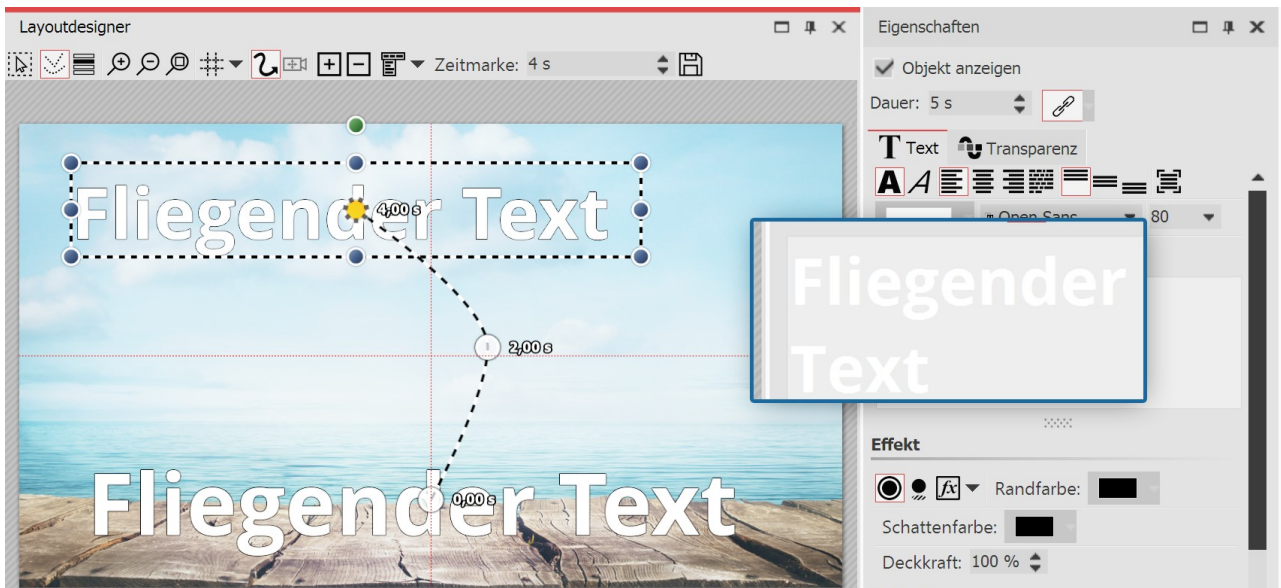 Layoutdesigner
Zeitmarke: 4 s
Fliegender Text
4,00 s
2,00 s
0,00 s
Fliegender Text
Eigenschaften
Objekt anzeigen
Dauer: 5 s
T Text Transparenz
A A
Open Sans 80
Fliegender
Text
Effekt
fx Randfarbe:
Schattenfarbe:
Deckkraft: 100 %